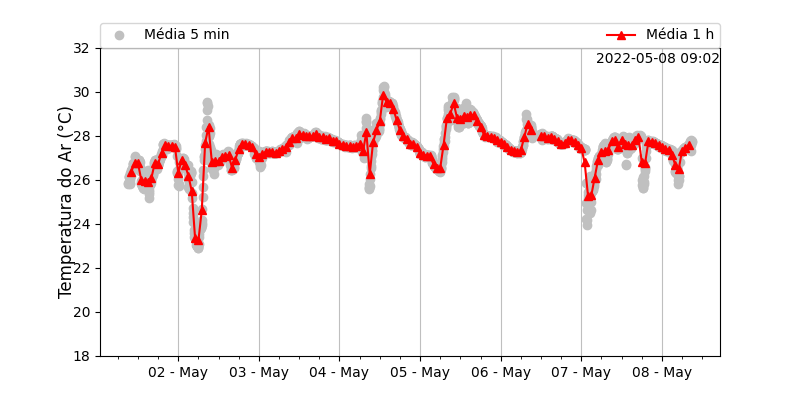 Média 5 min
Média 1 h
2022-05-08 09:02
Temperatura do Ar (°C)
32
30
28
26
24
22
20
18
02 - May
03 - May
04 - May
05 - May
06 - May
07 - May
08 - May